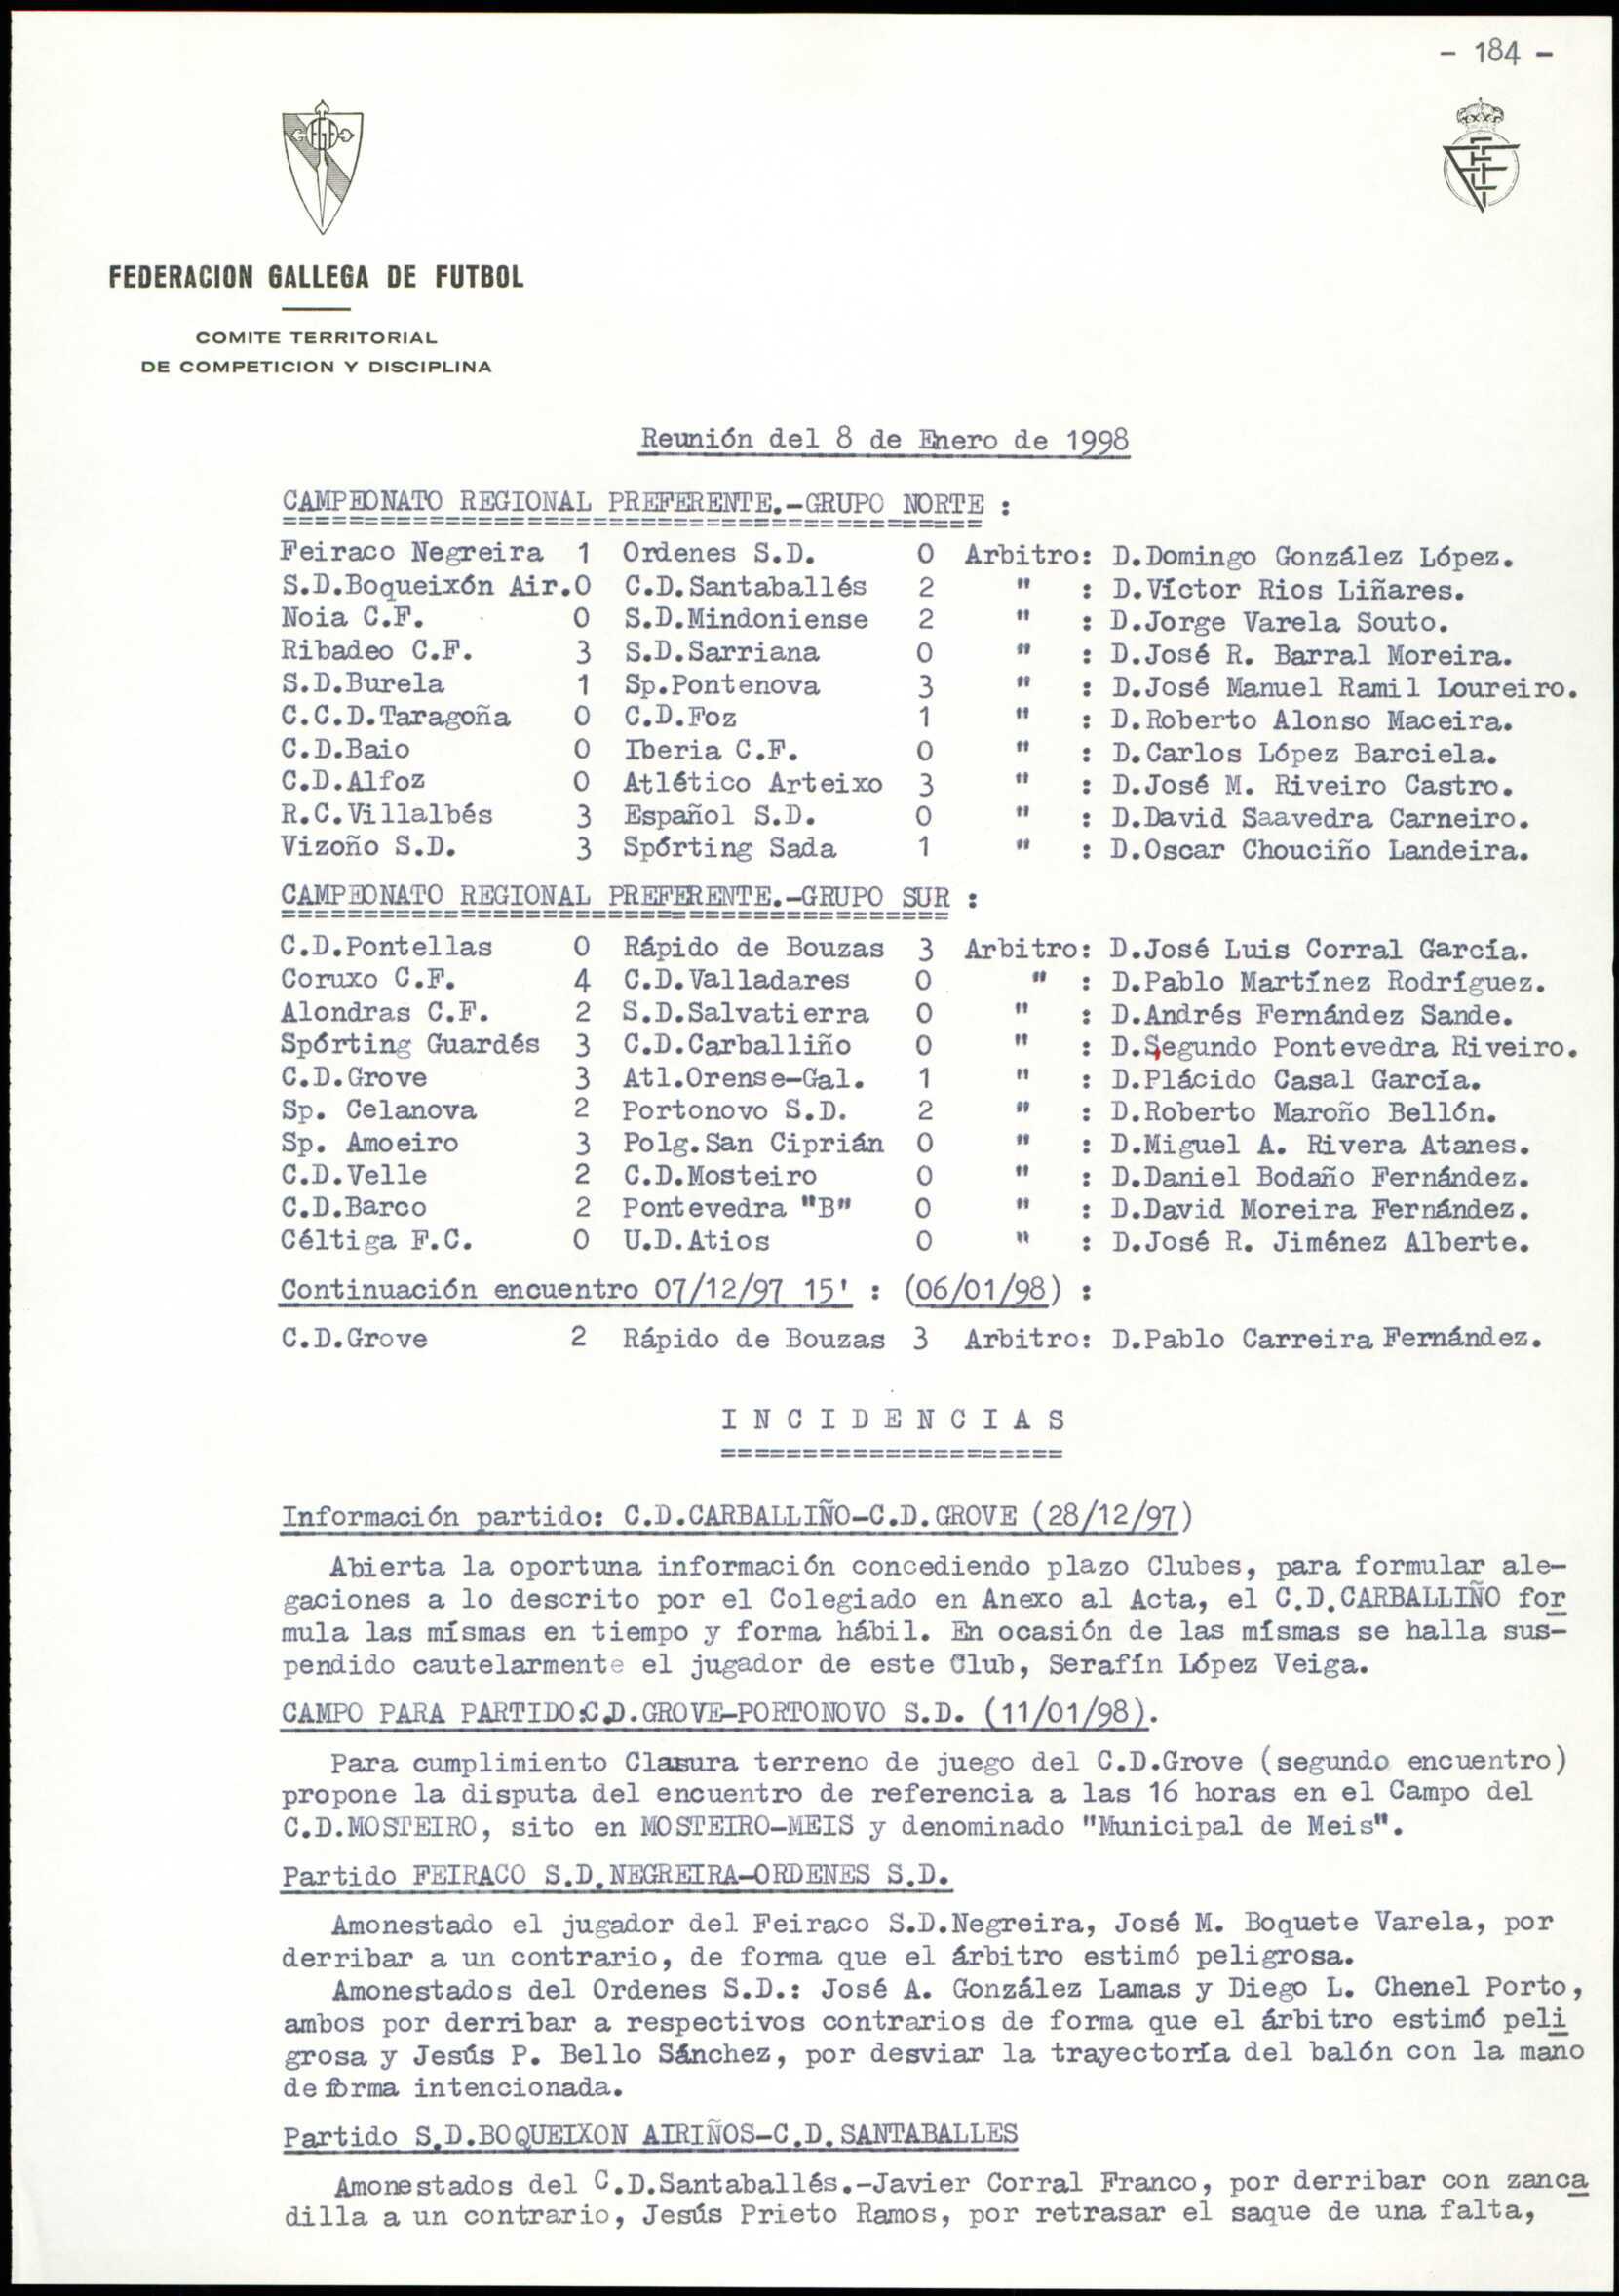 - 184 -
FEDERACION GALLEGA DE FUTBOL
COMITE TERRITORIAL
DE COMPETICION Y DISCIPLINA
Reunión del 8 de Enero de 1998
CAMPEONATO REGIONAL PREFERENTE.-GRUPO NORTE :
Feiraco Negreira 1 Ordenes S.D. 0 Arbitro: D.Domingo González López.
S.D.Boqueixón Air.0 C.D.Santaballés 2 " : D.Víctor Rios Liñares.
Noia C.F. 0 S.D.Mindoniense 2 " : D.Jorge Varela Souto.
Ribadeo C.F. 3 S.D.Sarriana 0 " : D.José R. Barral Moreira.
S.D.Burela 1 Sp.Pontenova 3 " : D.José Manuel Ramil Loureiro.
C.C.D.Taragoña 0 C.D.Foz 1 " : D.Roberto Alonso Maceira.
C.D.Baio 0 Iberia C.F. 0 " : D.Carlos López Barciela.
C.D.Alfoz 0 Atlético Arteixo 3 " : D.José M. Riveiro Castro.
R.C.Villalbés 3 Español S.D. 0 " : D.David Saavedra Carneiro.
Vizoño S.D. 3 Spórting Sada 1 " : D.Oscar Chouciño Landeira.
CAMPEONATO REGIONAL PREFERENTE.-GRUPO SUR :
C.D.Pontellas 0 Rápido de Bouzas 3 Arbitro: D.José Luis Corral García.
Coruxo C.F. 4 C.D.Valladares 0 " : D.Pablo Martínez Rodríguez.
Alondras C.F. 2 S.D.Salvatierra 0 " : D.Andrés Fernández Sande.
Spórting Guardés 3 C.D.Carballiño 0 " : D.Segundo Pontevedra Riveiro.
C.D.Grove 3 Atl.Orense-Gal. 1 " : D.Plácido Casal García.
Sp. Celanova 2 Portonovo S.D. 2 " : D.Roberto Maroño Bellón.
Sp. Amoeiro 3 Polg.San Ciprián 0 " : D.Miguel A. Rivera Atanes.
C.D.Velle 2 C.D.Mosteiro 0 " : D.Daniel Bodaño Fernández.
C.D.Barco 2 Pontevedra "B" 0 " : D.David Moreira Fernández.
Céltiga F.C. 0 U.D.Atios 0 " : D.José R. Jiménez Alberte.
Continuación encuentro 07/12/97 15' : (06/01/98) :
C.D.Grove 2 Rápido de Bouzas 3 Arbitro: D.Pablo Carreira Fernández.
I N C I D E N C I A S
Información partido: C.D.CARBALLIÑO-C.D.GROVE (28/12/97)
Abierta la oportuna información concediendo plazo Clubes, para formular ale-
gaciones a lo descrito por el Colegiado en Anexo al Acta, el C.D.CARBALLIÑO for
mula las mísmas en tiempo y forma hábil. En ocasión de las mísmas se halla sus-
pendido cautelarmente el jugador de este Club, Serafín López Veiga.
CAMPO PARA PARTIDO:C.D.GROVE-PORTONOVO S.D. (11/01/98).
Para cumplimiento Clasura terreno de juego del C.D.Grove (segundo encuentro)
propone la disputa del encuentro de referencia a las 16 horas en el Campo del
C.D.MOSTEIRO, sito en MOSTEIRO-MEIS y denominado "Municipal de Meis".
Partido FEIRACO S.D.NEGREIRA-ORDENES S.D.
Amonestado el jugador del Feiraco S.D.Negreira, José M. Boquete Varela, por
derribar a un contrario, de forma que el árbitro estimó peligrosa.
Amonestados del Ordenes S.D.: José A. González Lamas y Diego L. Chenel Porto,
ambos por derribar a respectivos contrarios de forma que el árbitro estimó peli
grosa y Jesús P. Bello Sánchez, por desviar la trayectoría del balón con la mano
de forma intencionada.
Partido S.D.BOQUEIXON AIRIÑOS-C.D.SANTABALLES
Amonestados del C.D.Santaballés.-Javier Corral Franco, por derribar con zanca
dilla a un contrario, Jesús Prieto Ramos, por retrasar el saque de una falta,